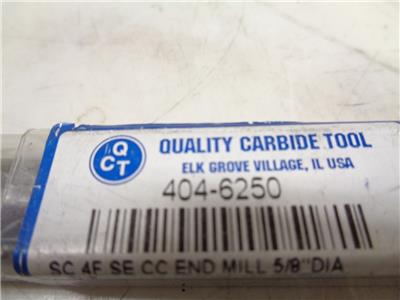 Q
CT
QUALITY CARBIDE TOOL
ELK GROVE VILLAGE, IL USA
404-6250
SC 4F SE CC END MILL 5/8"DIA